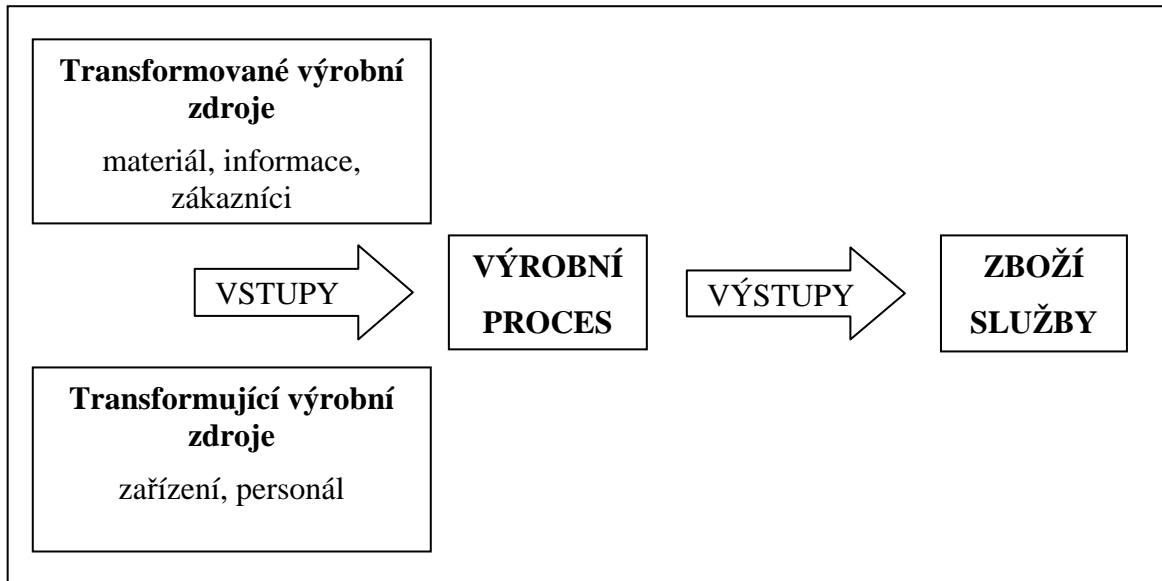 Transformované výrobní
zdroje
materiál, informace,
zákazníci
VSTUPY
VÝROBNÍ
PROCES
VÝSTUPY
ZBOŽÍ
SLUŽBY
Transformující výrobní
zdroje
zařízení, personál